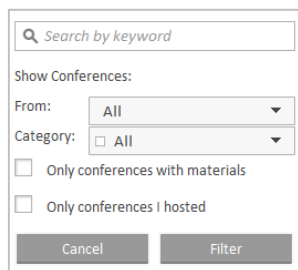 Search by keyword
Show Conferences:
From: All
Category: All
Only conferences with materials
Only conferences I hosted
Cancel Filter